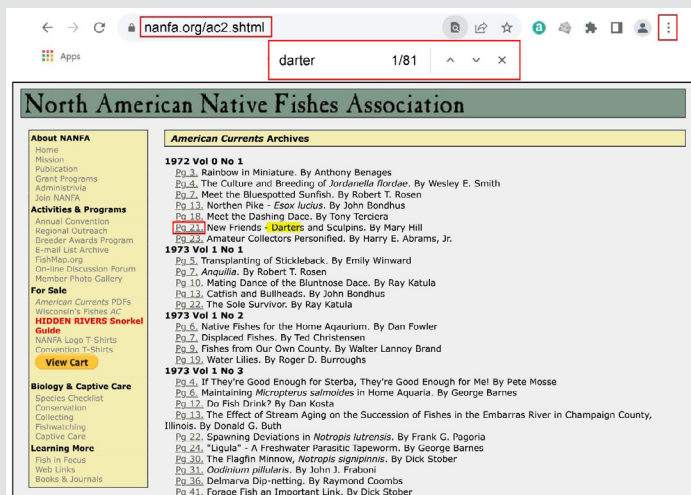 nanfa.org/ac2.shtml
Apps
darter 1/81
North American Native Fishes Association
About NANFA
Home
Mission
Publication
Grant Programs
Administrivia
Join NANFA
Activities & Programs
Annual Convention
Regional Outreach
Breeder Awards Program
E-mail List Archive
FishMap.org
On-line Discussion Forum
Member Photo Gallery
For Sale
American Currents PDFs
Wisconsin's Fishes AC
HIDDEN RIVERS Snorkel
Guide
NANFA Logo T-Shirts
Convention T-Shirts
View Cart
Biology & Captive Care
Species Checklist
Conservation
Collecting
Fishwatching
Captive Care
Learning More
Fish in Focus
Web Links
Books & Journals
American Currents Archives
1972 Vol 0 No 1
Pg 3. Rainbow in Miniature. By Anthony Benages
Pg 4. The Culture and Breeding of Jordanella flordae. By Wesley E. Smith
Pg 7. Meet the Bluespotted Sunfish. By Robert T. Rosen
Pg 13. Northen Pike - Esox lucius. By John Bondhus
Pg 18. Meet the Dashing Dace. By Tony Terciera
Pg 21. New Friends - Darters and Sculpins. By Mary Hill
Pg 23. Amateur Collectors Personified. By Harry E. Abrams, Jr.
1973 Vol 1 No 1
Pg 5. Transplanting of Stickleback. By Emily Winward
Pg 7. Anquilia. By Robert T. Rosen
Pg 10. Mating Dance of the Bluntnose Dace. By Ray Katula
Pg 13. Catfish and Bullheads. By John Bondhus
Pg 22. The Sole Survivor. By Ray Katula
1973 Vol 1 No 2
Pg 6. Native Fishes for the Home Aqaurium. By Dan Fowler
Pg 7. Displaced Fishes. By Ted Christensen
Pg 9. Fishes from Our Own County. By Walter Lannoy Brand
Pg 19. Water Lilies. By Roger D. Burroughs
1973 Vol 1 No 3
Pg 4. If They're Good Enough for Sterba, They're Good Enough for Me! By Pete Mosse
Pg 6. Maintaining Micropterus salmoides in Home Aquaria. By George Barnes
Pg 12. Do Fish Drink? By Dan Kosta
Pg 13. The Effect of Stream Aging on the Succession of Fishes in the Embarras River in Champaign County,
Illinois. By Donald G. Buth
Pg 22. Spawning Deviations in Notropis lutrensis. By Frank G. Pagoria
Pg 24. "Ligula" - A Freshwater Parasitic Tapeworm. By George Barnes
Pg 30. The Flagfin Minnow, Notropis signipinnis. By Dick Stober
Pg 31. Oodinium pillularis. By John J. Fraboni
Pg 36. Delmarva Dip-netting. By Raymond Coombs
Pg 41. Forage Fish an Important Link. By Dick Stober